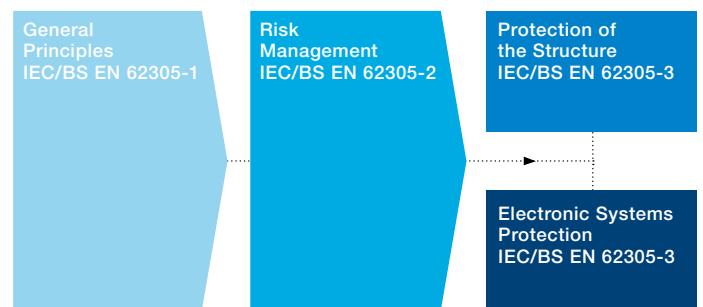 General
Principles
IEC/BS EN 62305-1
Risk
Management
IEC/BS EN 62305-2
Protection of
the Structure
IEC/BS EN 62305-3
Electronic Systems
Protection
IEC/BS EN 62305-3